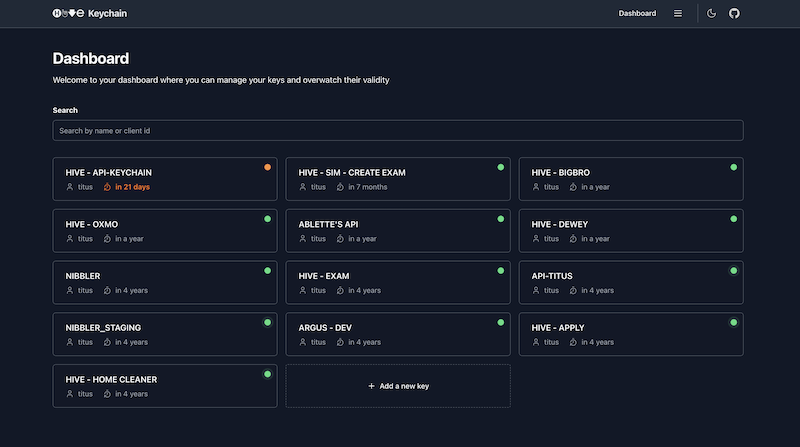 Keychain
Dashboard
Dashboard
Welcome to your dashboard where you can manage your keys and overwatch their validity
Search
Search by name or client id
HIVE - API-KEYCHAIN
titus in 21 days
HIVE - SIM - CREATE EXAM
titus in 7 months
HIVE - BIGBRO
titus in a year
HIVE - OXMO
titus in a year
ABLETTE'S API
titus in a year
HIVE - DEWEY
titus in a year
NIBBLER
titus in 4 years
HIVE - EXAM
titus in 4 years
API-TITUS
titus in 4 years
NIBBLER_STAGING
titus in 4 years
ARGUS - DEV
titus in 4 years
HIVE - APPLY
titus in 4 years
HIVE - HOME CLEANER
titus in 4 years
+ Add a new key